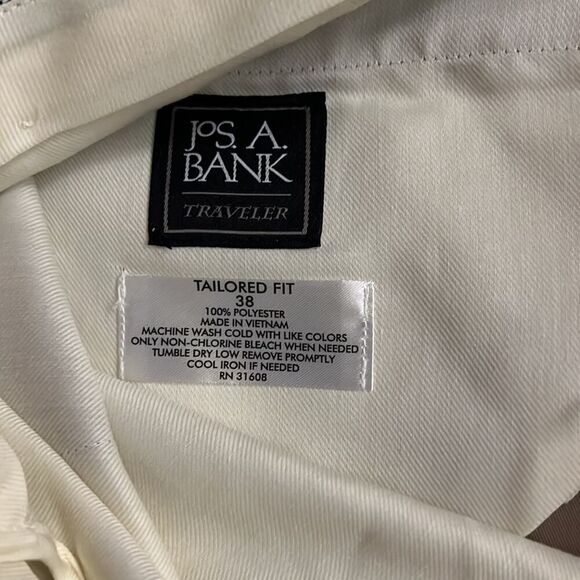 JOS. A.
BANK
TRAVELER
TAILORED FIT
38
100% POLYESTER
MADE IN VIETNAM
MACHINE WASH COLD WITH LIKE COLORS
ONLY NON-CHLORINE BLEACH WHEN NEEDED
TUMBLE DRY LOW REMOVE PROMPTLY
COOL IRON IF NEEDED
RN 31608